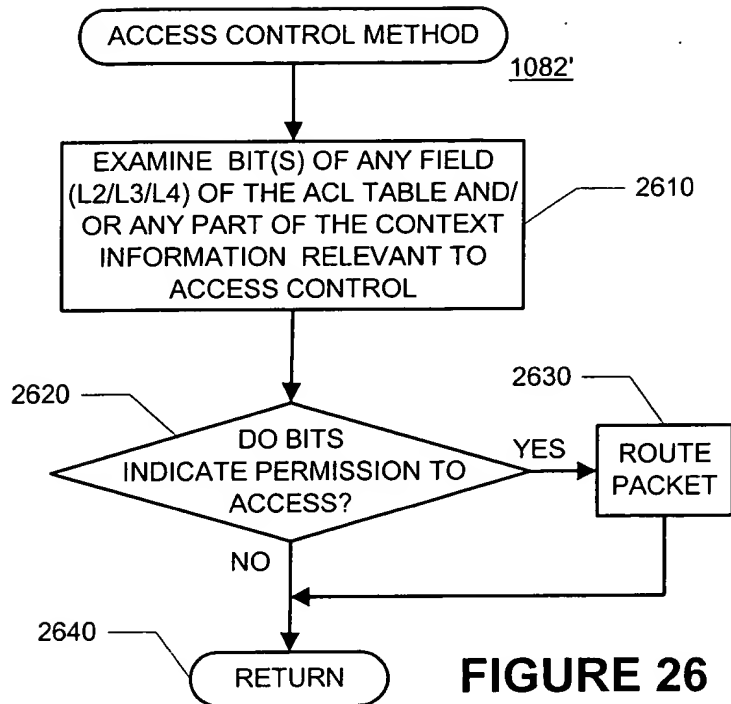 ACCESS CONTROL METHOD
1082'
EXAMINE BIT(S) OF ANY FIELD
(L2/L3/L4) OF THE ACL TABLE AND/
OR ANY PART OF THE CONTEXT
INFORMATION RELEVANT TO
ACCESS CONTROL
2610
2620
2630
DO BITS
INDICATE PERMISSION TO
ACCESS?
YES
ROUTE
PACKET
NO
2640
RETURN
FIGURE 26